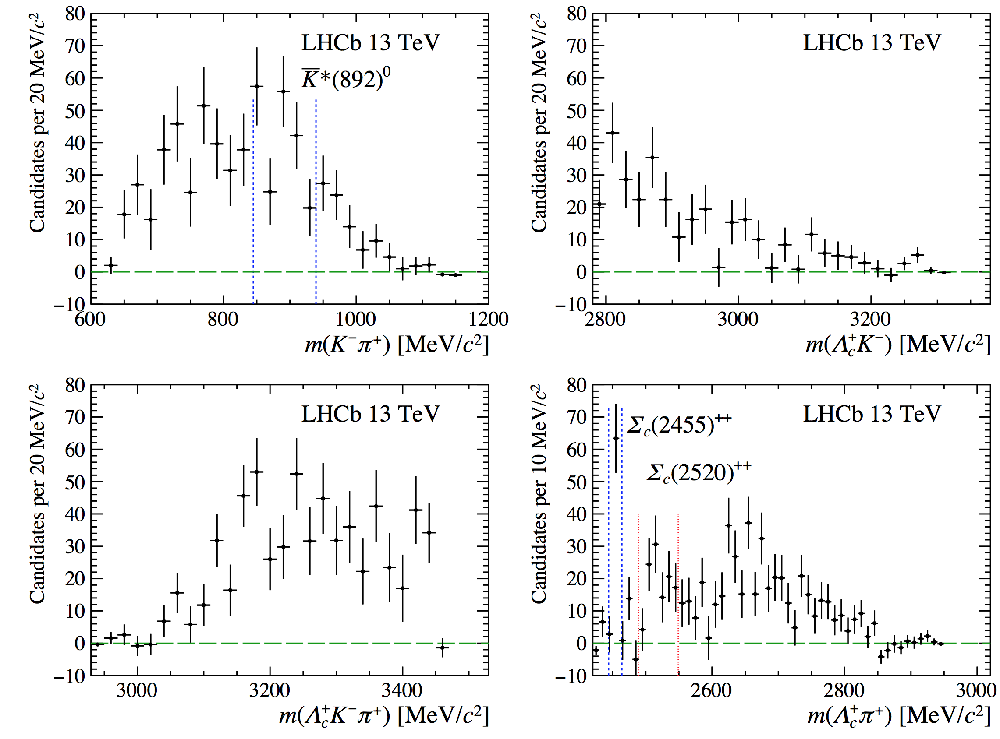 Candidates per 20 MeV/c²
80
70
60
50
40
30
20
10
0
−10
LHCb 13 TeV
K̅*(892)⁰
600 800 1000 1200
m(K⁻π⁺) [MeV/c²]
Candidates per 20 MeV/c²
80
70
60
50
40
30
20
10
0
−10
LHCb 13 TeV
2800 3000 3200
m(Λc⁺K⁻) [MeV/c²]
Candidates per 20 MeV/c²
80
70
60
50
40
30
20
10
0
−10
LHCb 13 TeV
3000 3200 3400
m(Λc⁺K⁻π⁺) [MeV/c²]
Candidates per 10 MeV/c²
80
70
60
50
40
30
20
10
0
−10
LHCb 13 TeV
Σc(2455)⁺⁺
Σc(2520)⁺⁺
2600 2800 3000
m(Λc⁺π⁺) [MeV/c²]